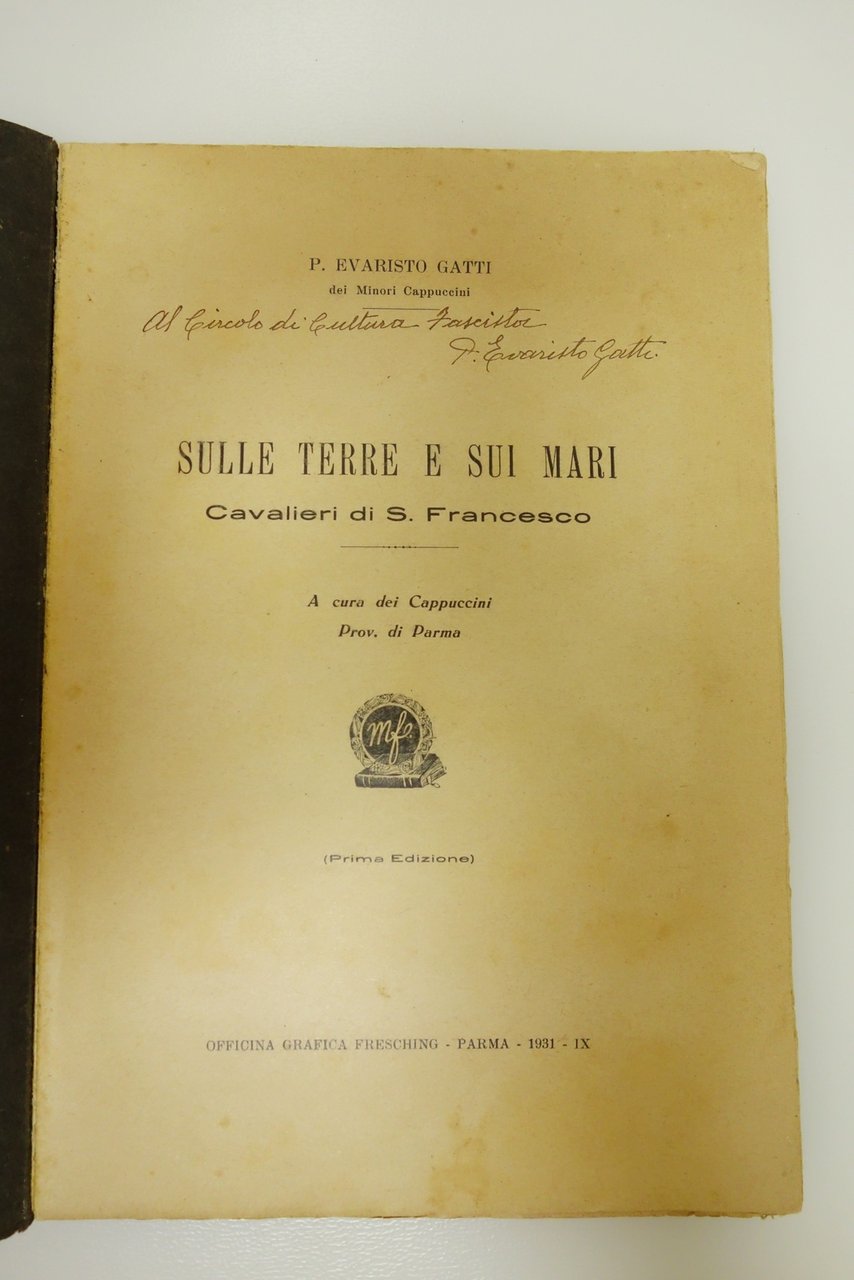 P. EVARISTO GATTI
dei Minori Cappuccini
Al Circolo di Cultura Fascista
P. Evaristo Gatti.
SULLE TERRE E SUI MARI
Cavalieri di S. Francesco
A cura dei Cappuccini
Prov. di Parma
mfe.
(Prima Edizione)
OFFICINA GRAFICA FRESCHING - PARMA - 1931 - IX